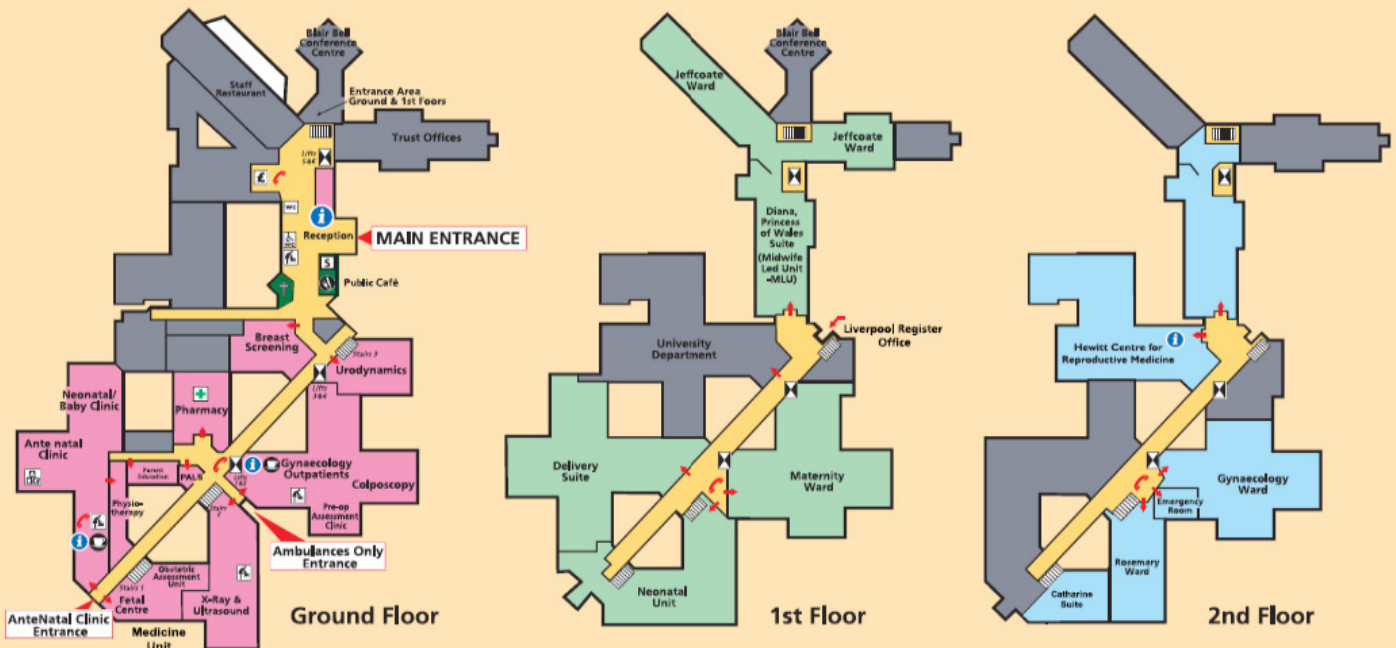 Blair Bell
Conference
Centre
Staff
Restaurant
Entrance Area
Ground & 1st Foors
Trust Offices
Lifts
5&6
WC
i
Reception
MAIN ENTRANCE
S
Public Café
Breast
Screening
Stairs 3
Urodynamics
Lifts
3&4
Neonatal/
Baby Clinic
Pharmacy
Ante natal
Clinic
Parent
Education
PALS
i
Lifts
1&2
Gynaecology
Outpatients
Colposcopy
Physio-
therapy
Stairs
2
Pre-op
Assessment
Clinic
i
Ambulances Only
Entrance
Obstetric
Assessment
Unit
Stairs 1
Fetal
Centre
X-Ray &
Ultrasound
AnteNatal Clinic
Entrance
Medicine
Unit
Ground Floor
Blair Bell
Conference
Centre
Jeffcoate
Ward
Jeffcoate
Ward
Diana,
Princess
of Wales
Suite
(Midwife
Led Unit
-MLU)
Liverpool Register
Office
University
Department
Delivery
Suite
Maternity
Ward
Neonatal
Unit
1st Floor
i
Hewitt Centre for
Reproductive Medicine
Gynaecology
Ward
Emergency
Room
Rosemary
Ward
Catharine
Suite
2nd Floor